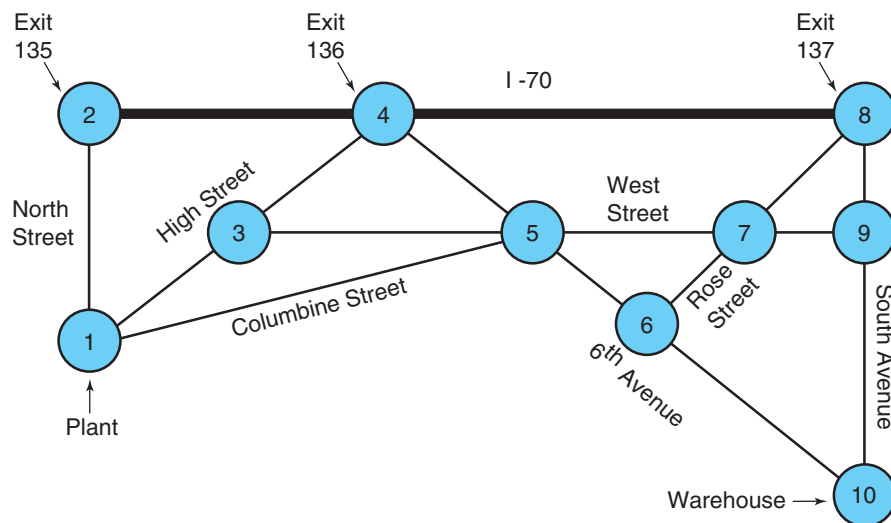 Exit
135
Exit
136
Exit
137
I -70
2
4
8
North
Street
High Street
West
Street
3
5
7
9
Columbine Street
Rose
Street
1
6
6th Avenue
South Avenue
Plant
Warehouse
10